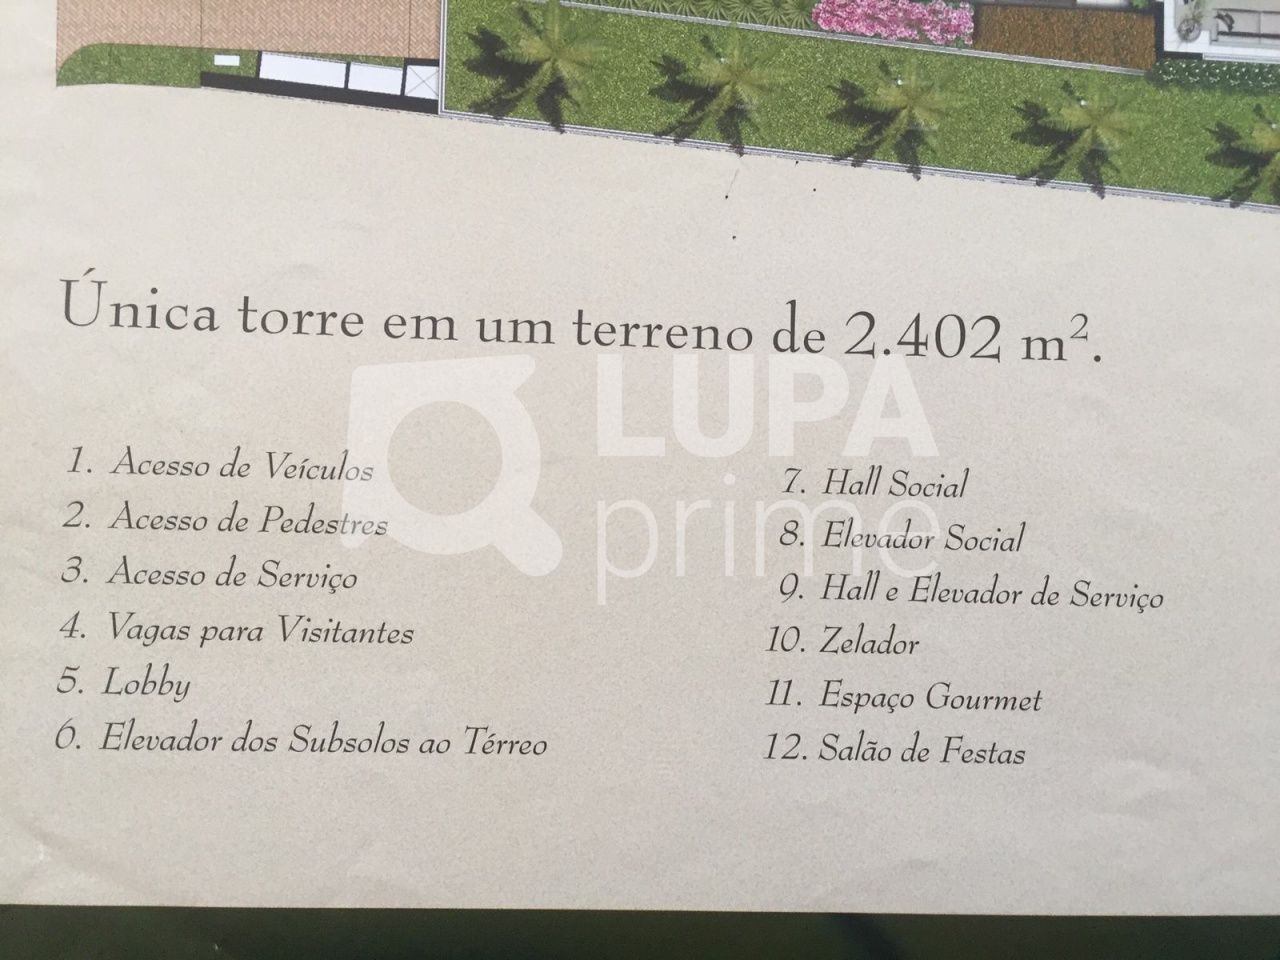 Única torre em um terreno de 2.402 m².
LUPA
prime
1. Acesso de Veículos
2. Acesso de Pedestres
3. Acesso de Serviço
4. Vagas para Visitantes
5. Lobby
6. Elevador dos Subsolos ao Térreo
7. Hall Social
8. Elevador Social
9. Hall e Elevador de Serviço
10. Zelador
11. Espaço Gourmet
12. Salão de Festas